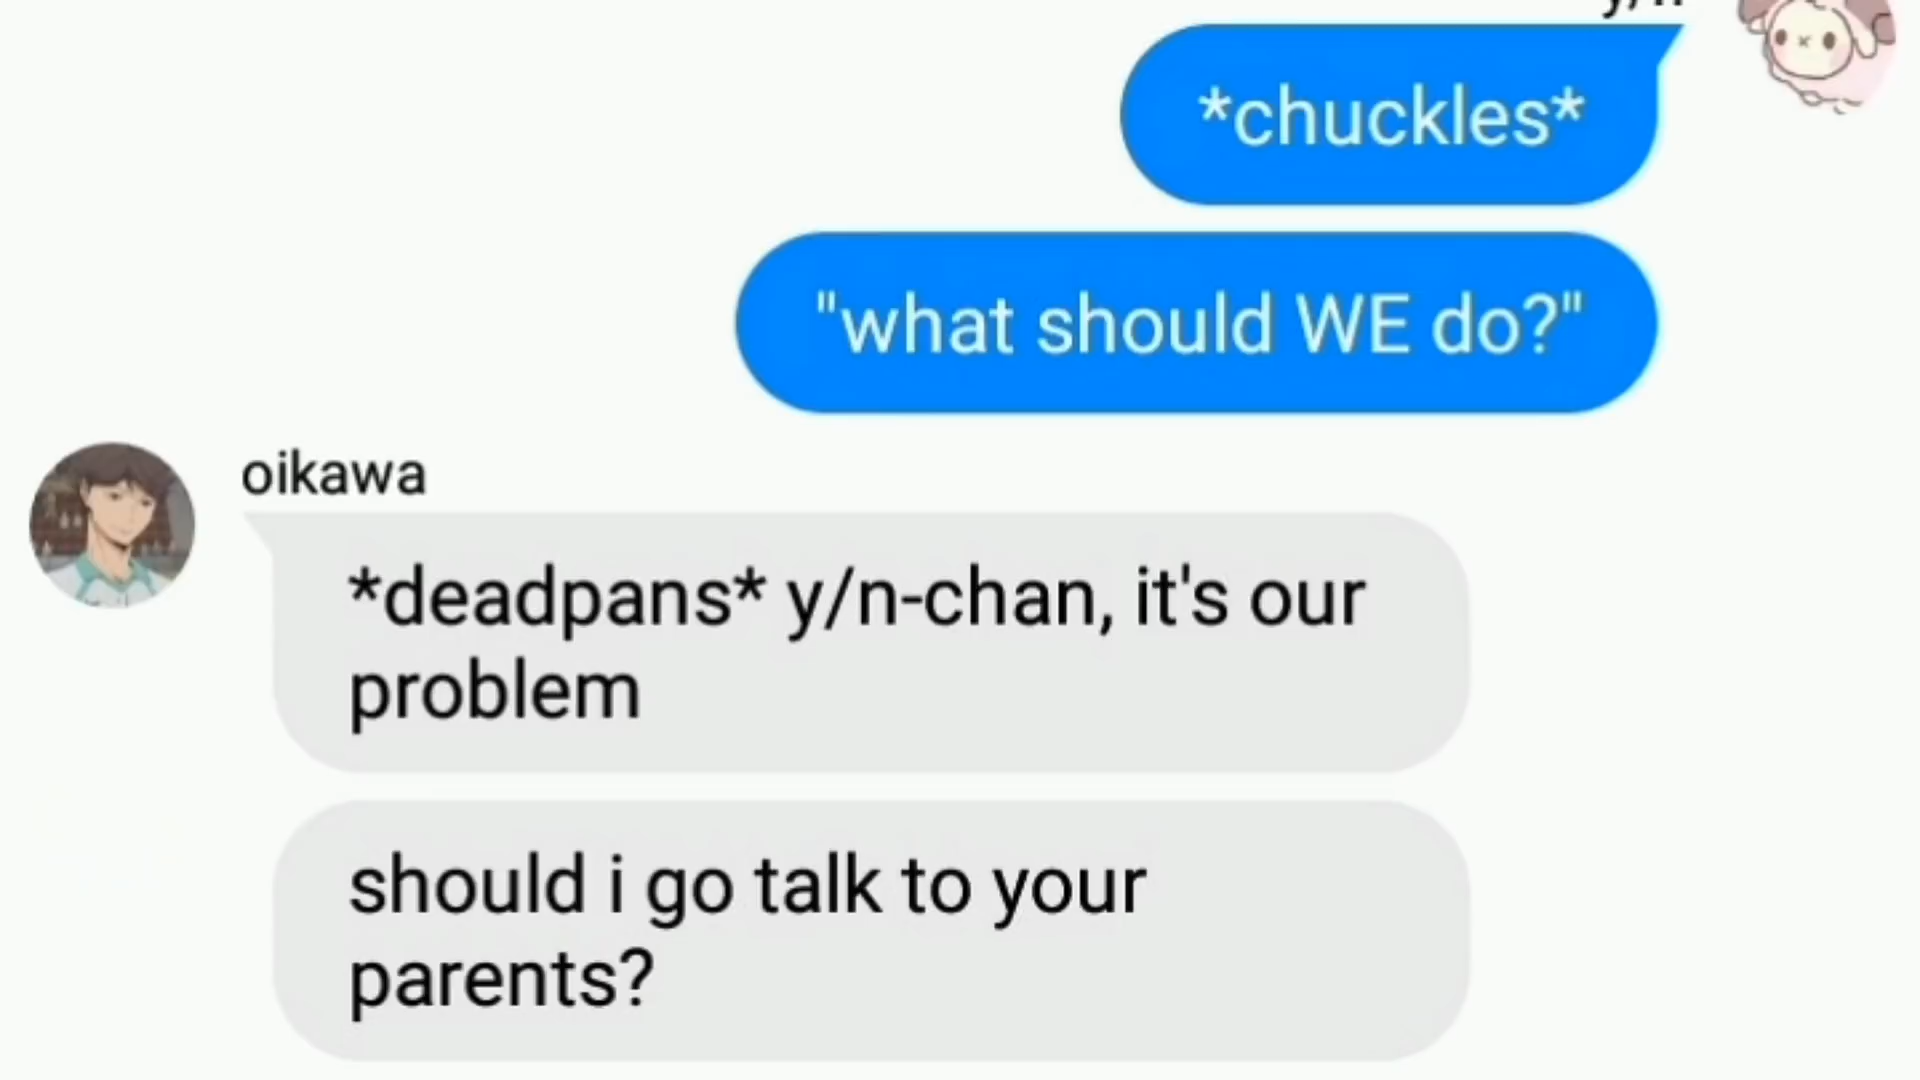 y/n
*chuckles*
"what should WE do?"
oikawa
*deadpans* y/n-chan, it's our
problem
should i go talk to your
parents?